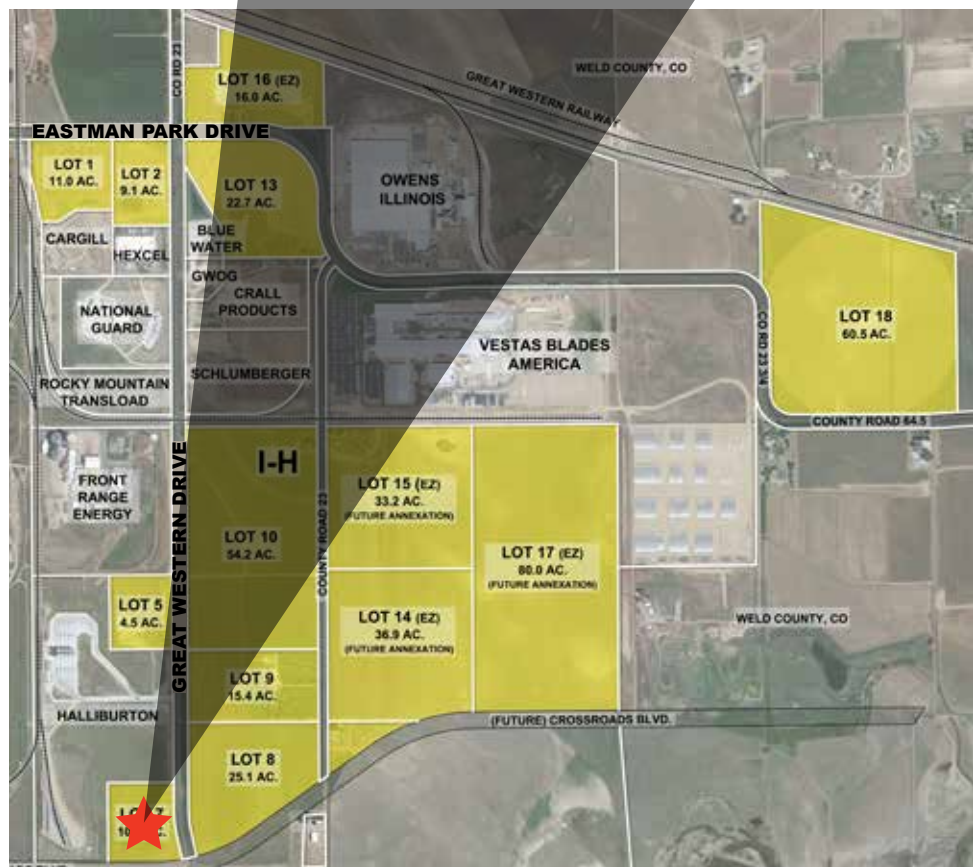 CO RD 23
LOT 16 (EZ)
16.0 AC.
WELD COUNTY, CO
GREAT WESTERN RAILWAY
EASTMAN PARK DRIVE
LOT 1
11.0 AC.
LOT 2
9.1 AC.
LOT 13
22.7 AC.
OWENS
ILLINOIS
CARGILL
HEXCEL
BLUE
WATER
GWOG
CRALL
PRODUCTS
NATIONAL
GUARD
LOT 18
60.5 AC.
VESTAS BLADES
AMERICA
CO RD 23 3/4
SCHLUMBERGER
ROCKY MOUNTAIN
TRANSLOAD
COUNTY ROAD 64.5
I-H
FRONT
RANGE
ENERGY
GREAT WESTERN DRIVE
COUNTY ROAD 23
LOT 15 (EZ)
33.2 AC.
(FUTURE ANNEXATION)
LOT 10
54.2 AC.
LOT 17 (EZ)
80.0 AC.
(FUTURE ANNEXATION)
LOT 5
4.5 AC.
LOT 14 (EZ)
36.9 AC.
(FUTURE ANNEXATION)
WELD COUNTY, CO
LOT 9
15.4 AC.
HALLIBURTON
(FUTURE) CROSSROADS BLVD.
LOT 8
25.1 AC.